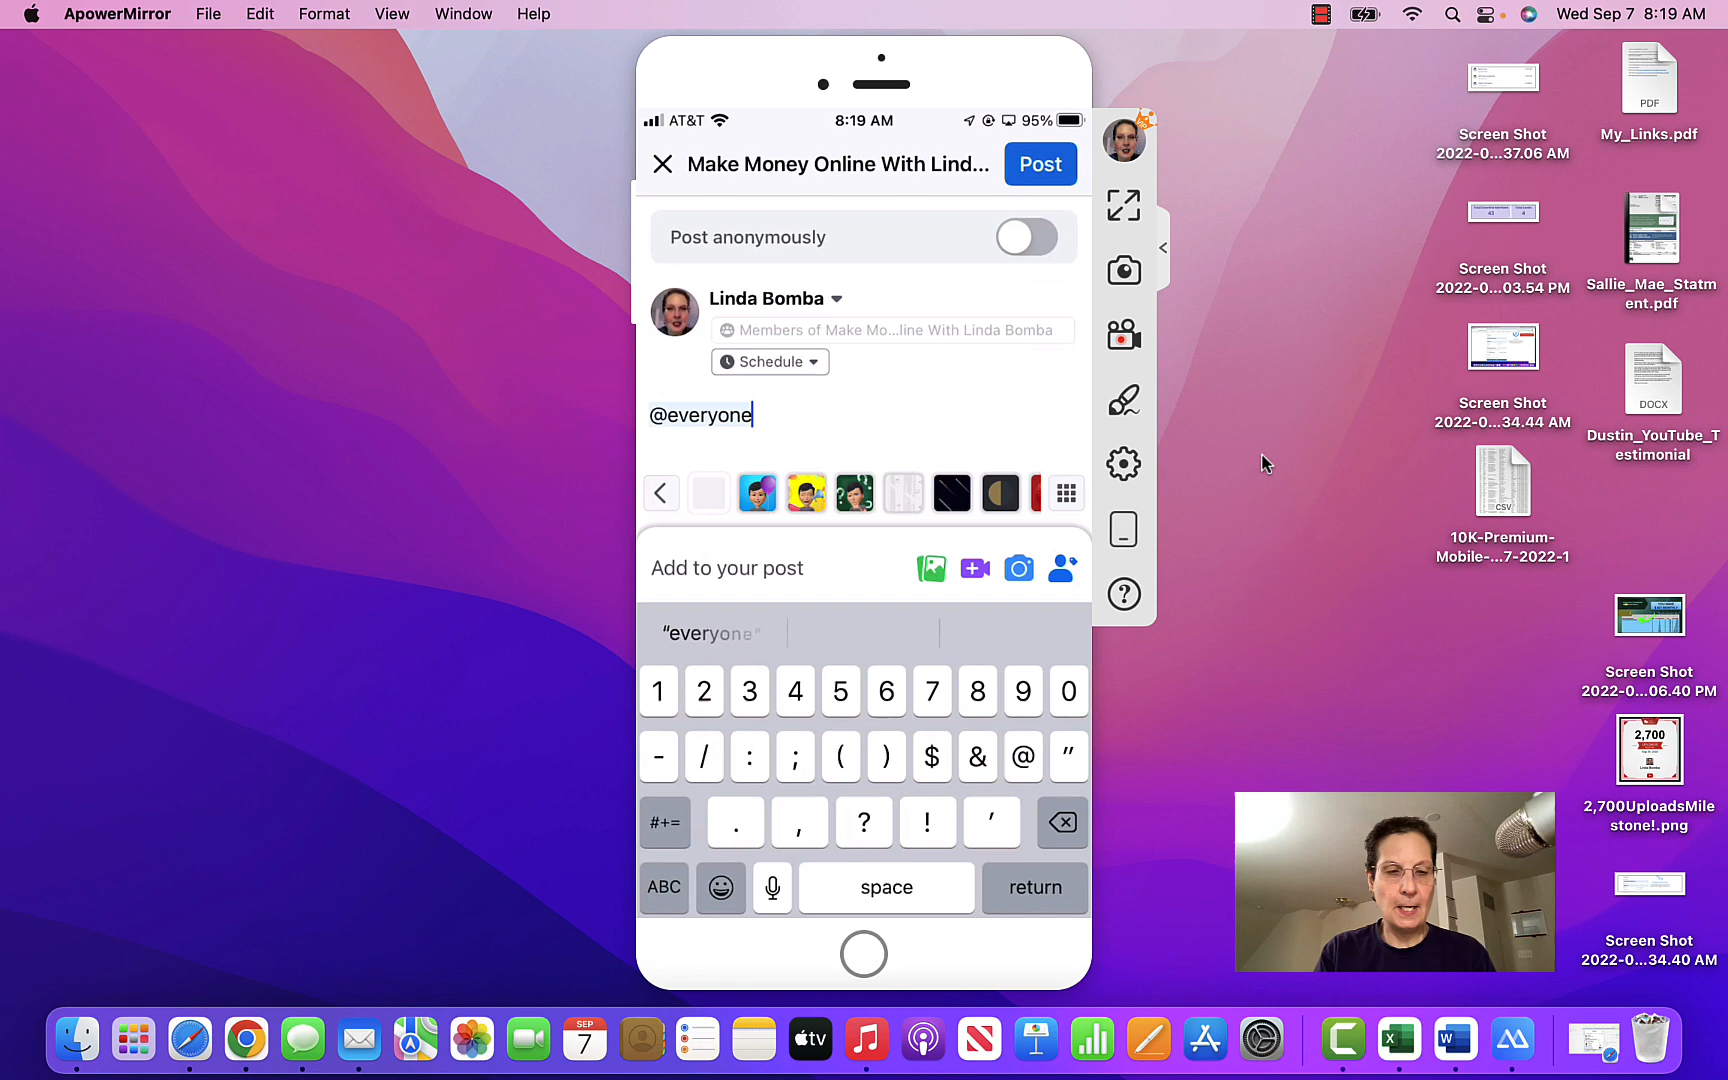 ApowerMirror File Edit Format View Window Help
Wed Sep 7 8:19 AM
AT&T 8:19 AM 95%
Make Money Online With Lind... Post
Post anonymously
Linda Bomba
Members of Make Mo...line With Linda Bomba
Schedule
@everyone
Add to your post
“everyone”
1 2 3 4 5 6 7 8 9 0
- / : ; ( ) $ & @ ”
#+= . , ? ! ’
ABC space return
Screen Shot
2022-0...37.06 AM
PDF
My_Links.pdf
Screen Shot
2022-0...03.54 PM
Sallie_Mae_Statm
ent.pdf
Screen Shot
2022-0...34.44 AM
DOCX
Dustin_YouTube_T
estimonial
CSV
10K-Premium-
Mobile-...7-2022-1
Screen Shot
2022-0...06.40 PM
2,700
2,700UploadsMile
stone!.png
Screen Shot
2022-0...34.40 AM
SEP
7
tv